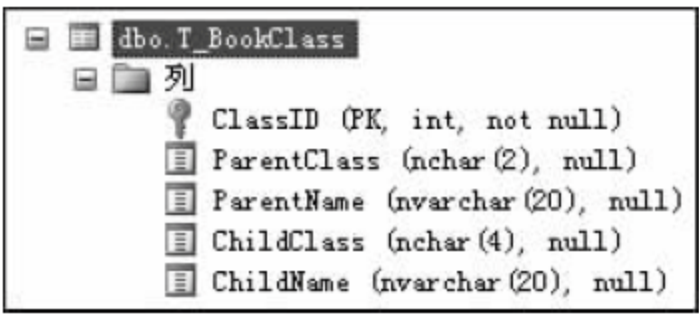 dbo.T_BookClass
列
ClassID (PK, int, not null)
ParentClass (nchar(2), null)
ParentName (nvarchar(20), null)
ChildClass (nchar(4), null)
ChildName (nvarchar(20), null)